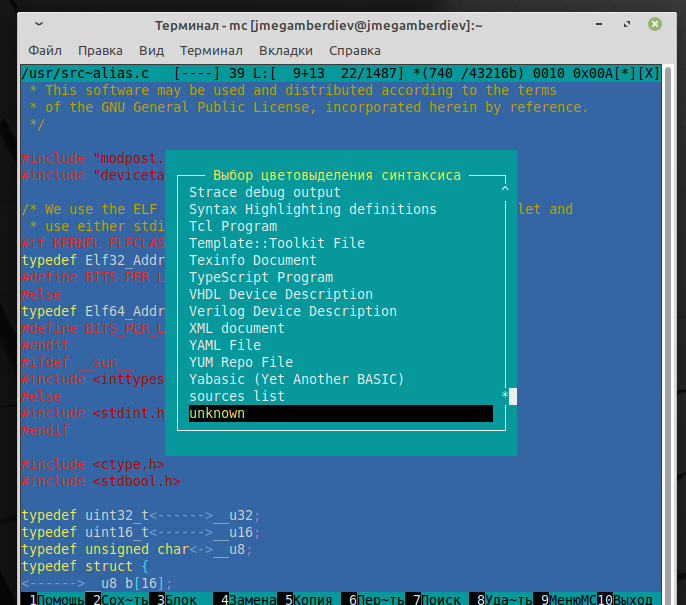 Терминал - mc [jmegamberdiev@jmegamberdiev]:~
Файл Правка Вид Терминал Вкладки Справка
/usr/src~alias.c [----] 39 L:[ 9+13 22/1487] *(740 /43216b) 0010 0x00A[*][X]
* This software may be used and distributed according to the terms
* of the GNU General Public License, incorporated herein by reference.
*/
#include "modpost.
#include "deviceta
Выбор цветовыделения синтаксиса
Strace debug output
/* We use the ELF Syntax Highlighting definitions let and
* use either stdi Tcl Program
#if KERNEL_ELFCLAS Template::Toolkit File
typedef Elf32_Addr Texinfo Document
#define BITS_PER_L TypeScript Program
#else VHDL Device Description
typedef Elf64_Addr Verilog Device Description
#define BITS_PER_L XML document
#endif YAML File
#ifdef __sun__ YUM Repo File
#include <inttypes Yabasic (Yet Another BASIC)
#else sources list *
#include <stdint.h unknown
#endif
#include <ctype.h>
#include <stdbool.h>
typedef uint32_t<------>__u32;
typedef uint16_t<------>__u16;
typedef unsigned char<->__u8;
typedef struct {
<------>__u8 b[16];
1Помощь 2Сох~ть 3Блок 4Замена 5Копия 6Пер~ть 7Поиск 8Уда~ть 9МенюMC 10Выход